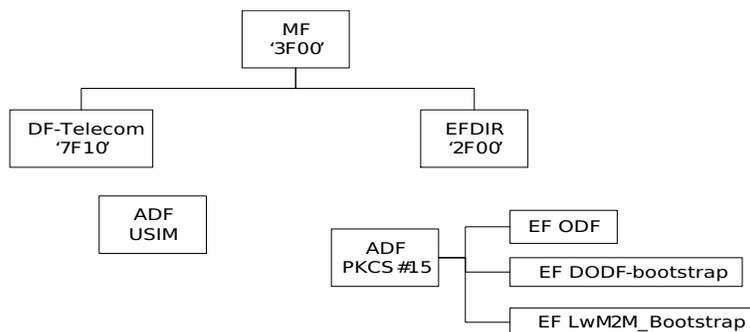 MF
‘3F00’
DF-Telecom
‘7F10’
EFDIR
‘2F00’
ADF
USIM
ADF
PKCS #15
EF ODF
EF DODF-bootstrap
EF LwM2M_Bootstrap